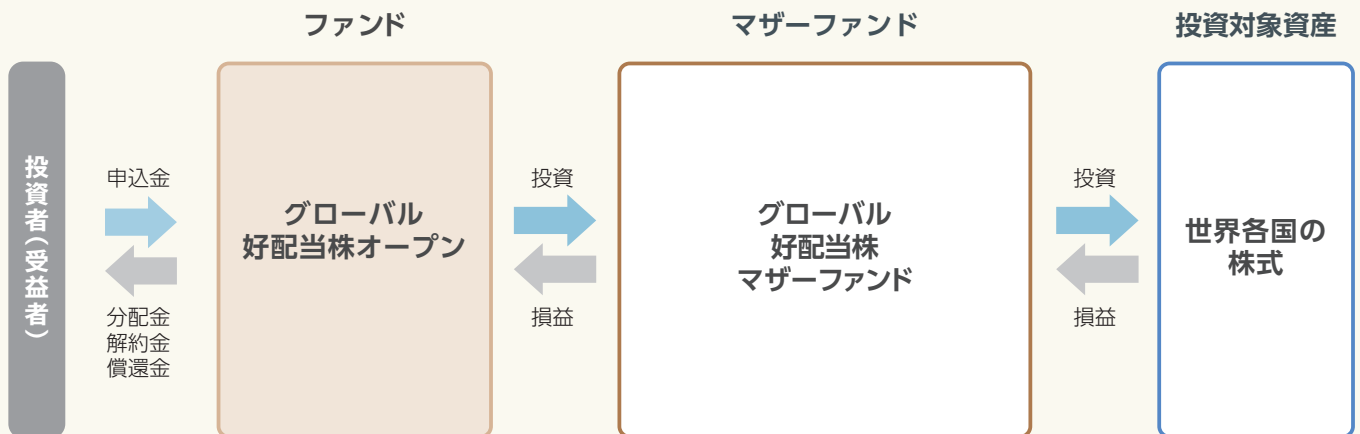 ファンド
マザーファンド
投資対象資産
投資者(受益者)
申込金
分配金
解約金
償還金
グローバル
好配当株オープン
投資
損益
グローバル
好配当株
マザーファンド
投資
損益
世界各国の
株式